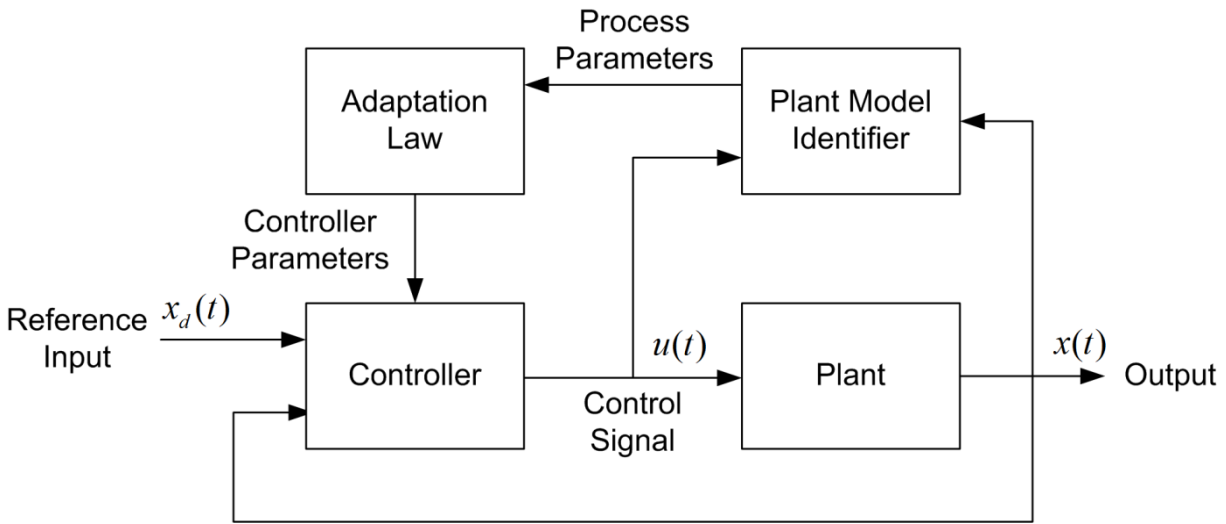 Process
Parameters
Adaptation
Law
Plant Model
Identifier
Controller
Parameters
Reference
Input
x_d(t)
Controller
u(t)
Control
Signal
Plant
x(t)
Output